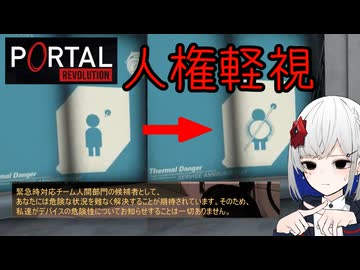 PORTAL
REVOLUTION
人権軽視
Thermal Danger
Thermal Danger
緊急時対応チーム人間部門の候補者として、
あなたには危険な状況を難なく解決することが期待されています。そのため、
私達がデバイスの危険性についてお知らせすることは一切ありません。